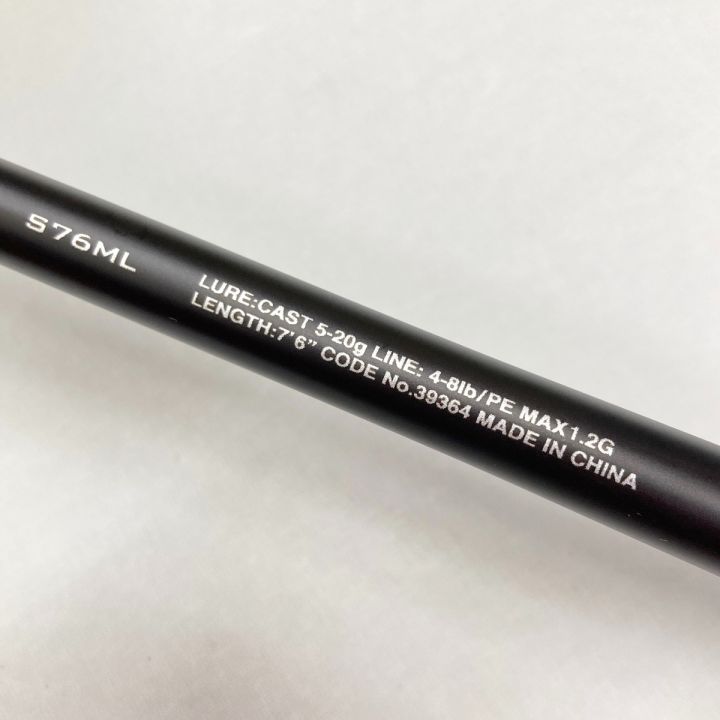 S76ML
LURE:CAST 5-20g LINE: 4-8lb/PE MAX1.2G
LENGTH:7'6" CODE No.39364 MADE IN CHINA